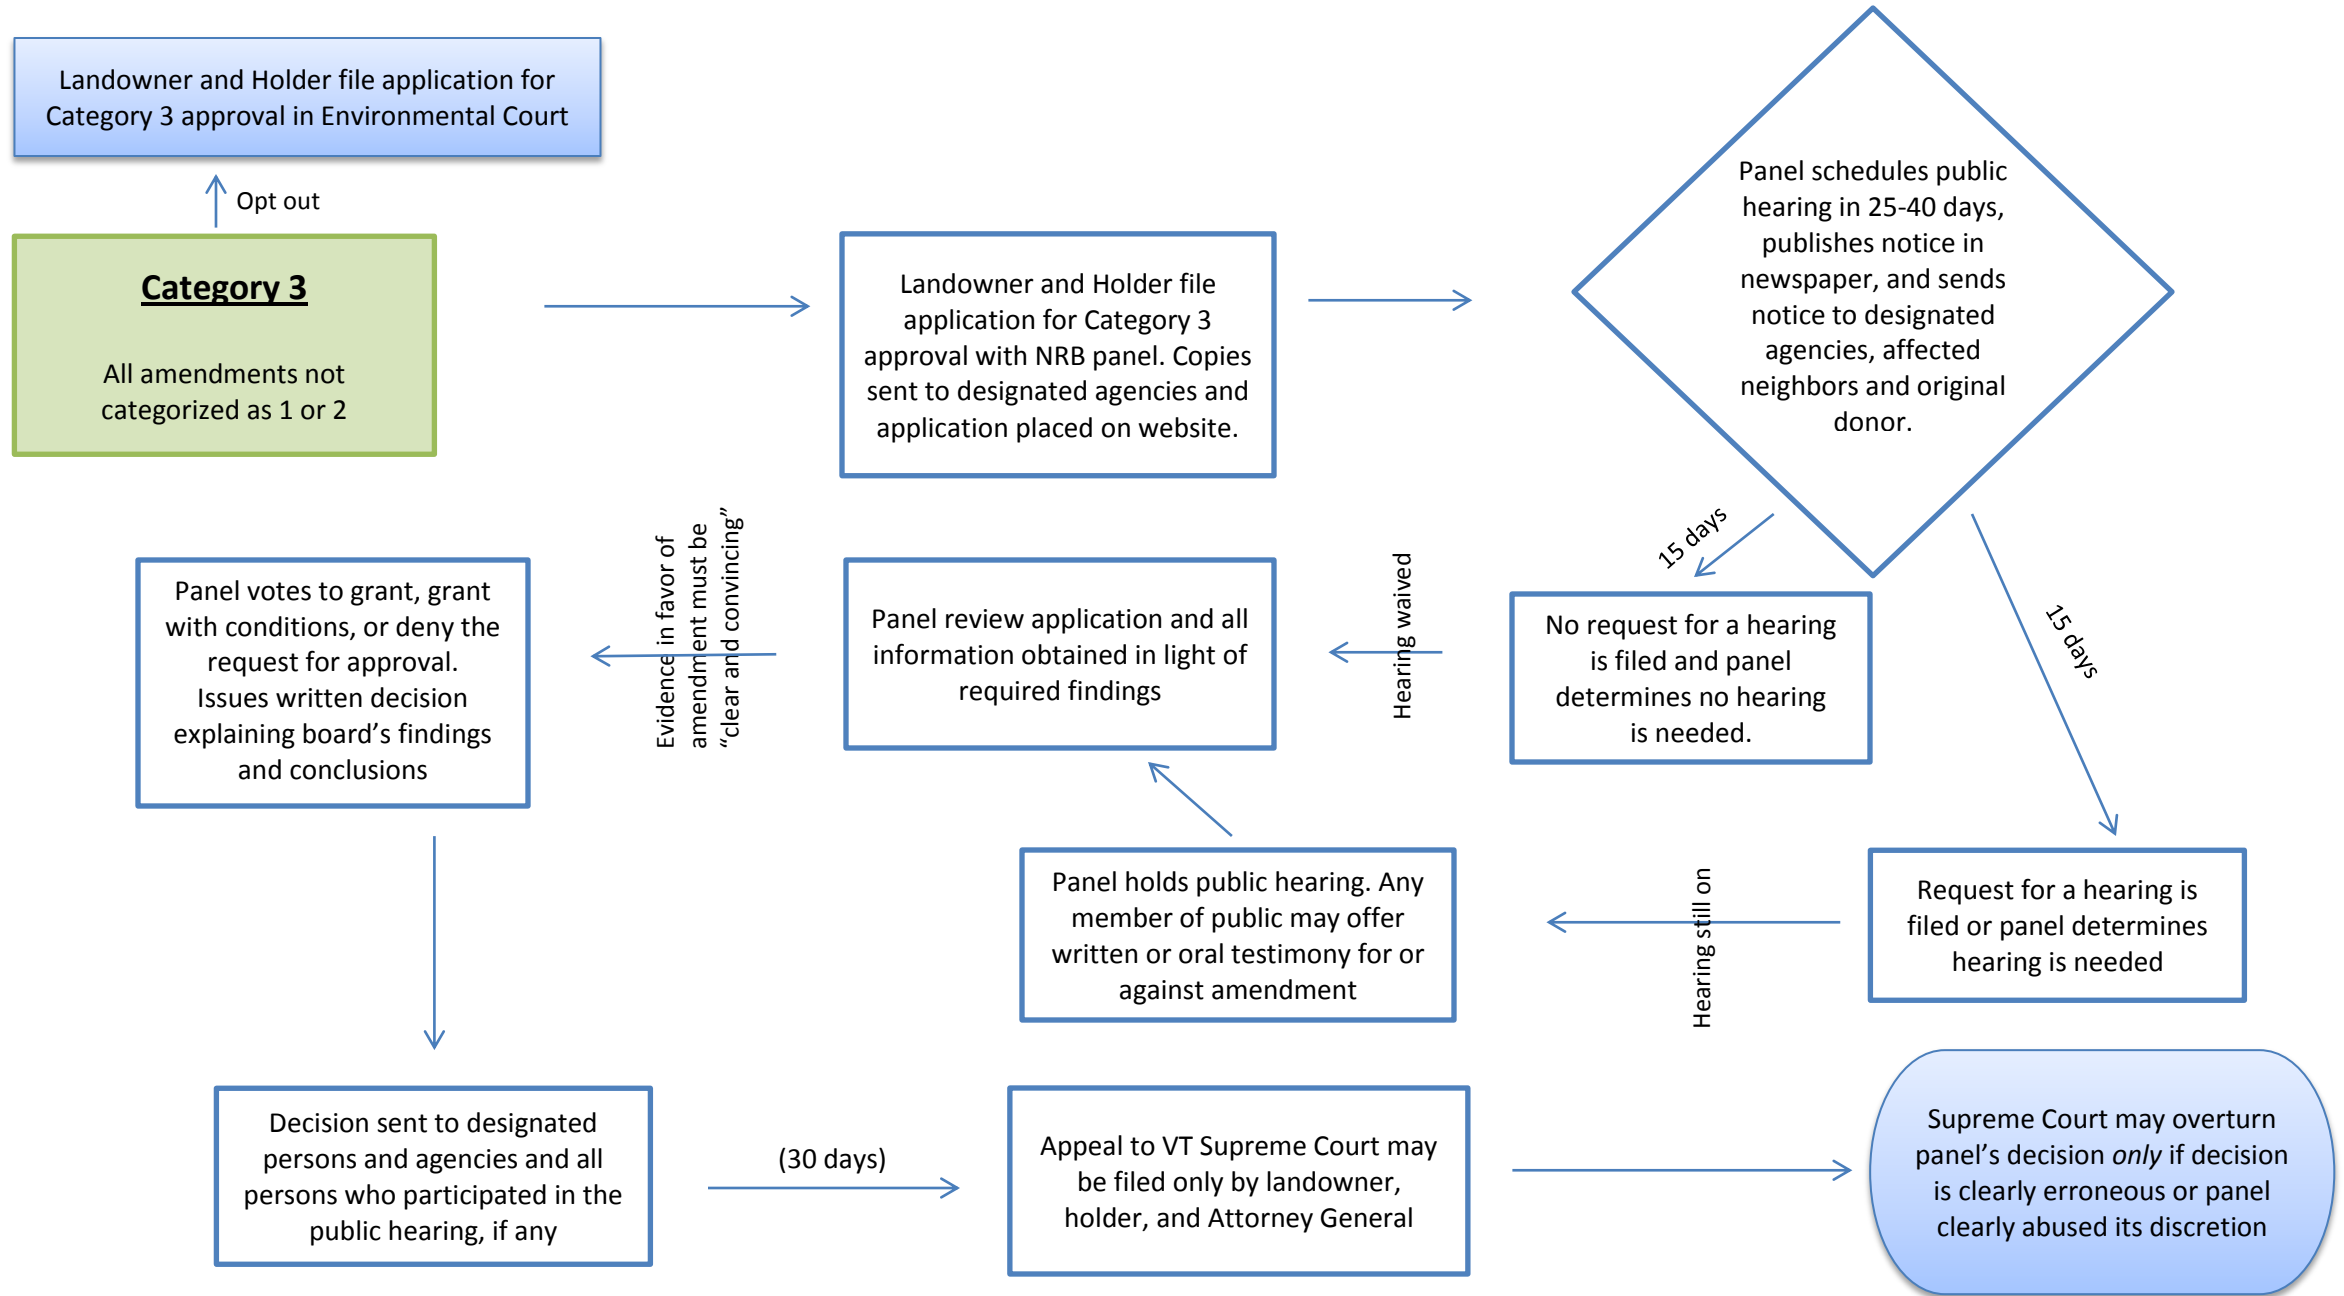 Landowner and Holder file application for
Category 3 approval in Environmental Court
Opt out
Category 3
All amendments not
categorized as 1 or 2
Landowner and Holder file
application for Category 3
approval with NRB panel. Copies
sent to designated agencies and
application placed on website.
Panel schedules public
hearing in 25-40 days,
publishes notice in
newspaper, and sends
notice to designated
agencies, affected
neighbors and original
donor.
15 days
15 days
No request for a hearing
is filed and panel
determines no hearing
is needed.
Hearing waived
Request for a hearing is
filed or panel determines
hearing is needed
Hearing still on
Panel holds public hearing. Any
member of public may offer
written or oral testimony for or
against amendment
Panel review application and all
information obtained in light of
required findings
Evidence in favor of
amendment must be
“clear and convincing”
Panel votes to grant, grant
with conditions, or deny the
request for approval.
Issues written decision
explaining board’s findings
and conclusions
Decision sent to designated
persons and agencies and all
persons who participated in the
public hearing, if any
(30 days)
Appeal to VT Supreme Court may
be filed only by landowner,
holder, and Attorney General
Supreme Court may overturn
panel’s decision only if decision
is clearly erroneous or panel
clearly abused its discretion